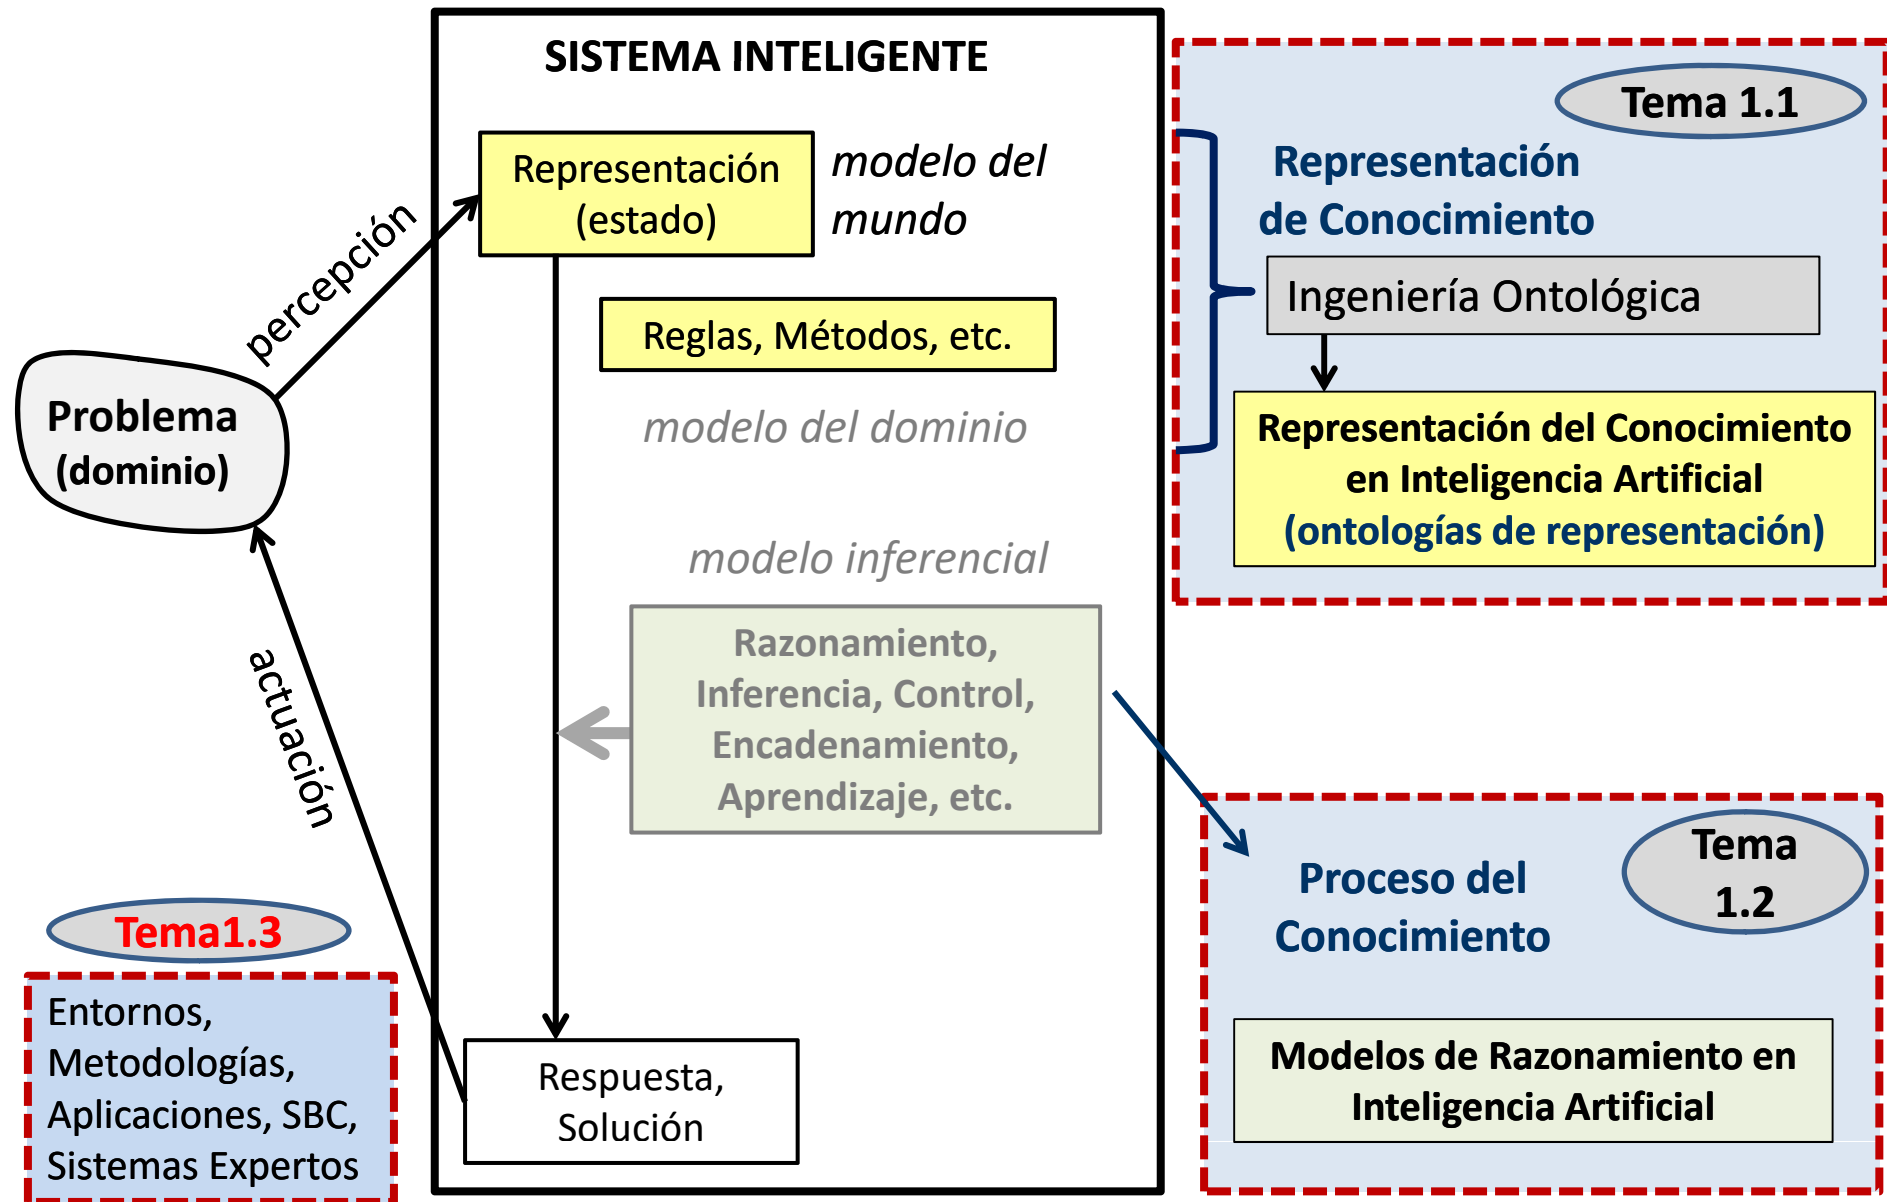 SISTEMA INTELIGENTE
Representación
(estado)
modelo del
mundo
percepción
Reglas, Métodos, etc.
Problema
(dominio)
modelo del dominio
modelo inferencial
Razonamiento,
Inferencia, Control,
Encadenamiento,
Aprendizaje, etc.
actuación
Respuesta,
Solución
Tema1.3
Entornos,
Metodologías,
Aplicaciones, SBC,
Sistemas Expertos
Tema 1.1
Representación
de Conocimiento
Ingeniería Ontológica
Representación del Conocimiento
en Inteligencia Artificial
(ontologías de representación)
Tema
1.2
Proceso del
Conocimiento
Modelos de Razonamiento en
Inteligencia Artificial